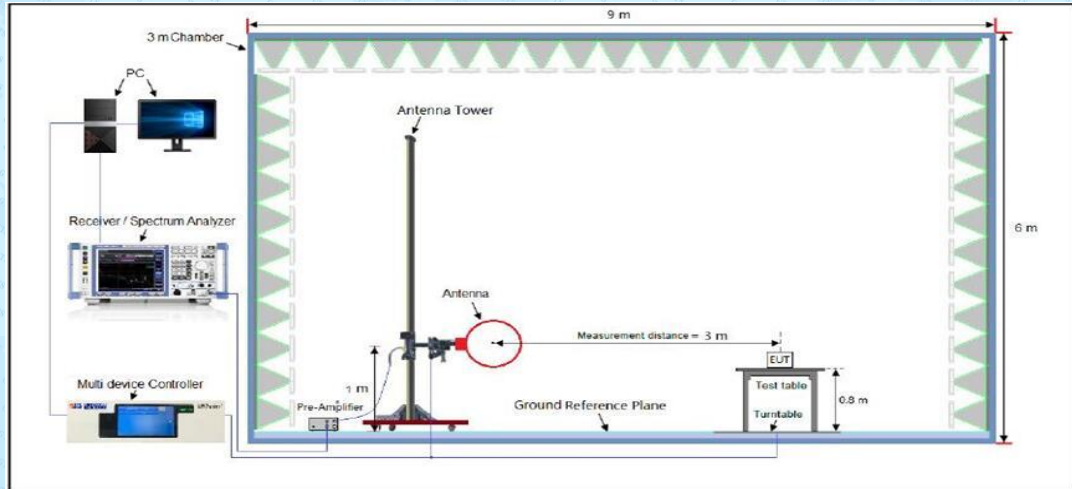 9 m
3 m Chamber
PC
Antenna Tower
Receiver / Spectrum Analyzer
6 m
Antenna
Measurement distance = 3 m
EUT
Multi device Controller
1 m
Test table
0.8 m
Pre-Amplifier
Ground Reference Plane
Turntable